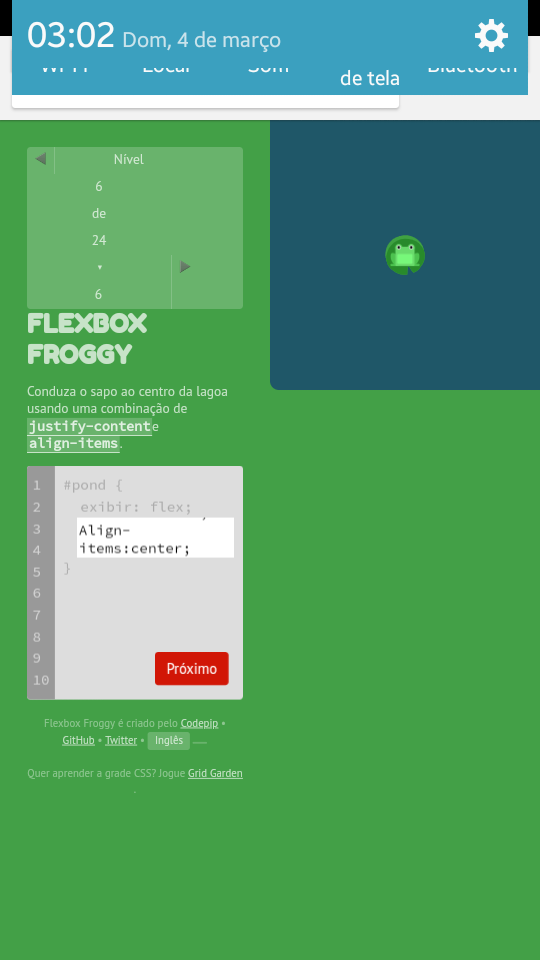 03:02 Dom, 4 de março
Wi-Fi Local Som de tela Bluetooth
Nível
6
de
24
▾
6
FLEXBOX
FROGGY
Conduza o sapo ao centro da lagoa
usando uma combinação de
justify-content e
align-items.
1 #pond {
2 exibir: flex;
3 Align-
4 items:center;
5 }
6
7
8
9
10
Próximo
Flexbox Froggy é criado pelo Codepip •
GitHub • Twitter • Inglês
Quer aprender a grade CSS? Jogue Grid Garden
.